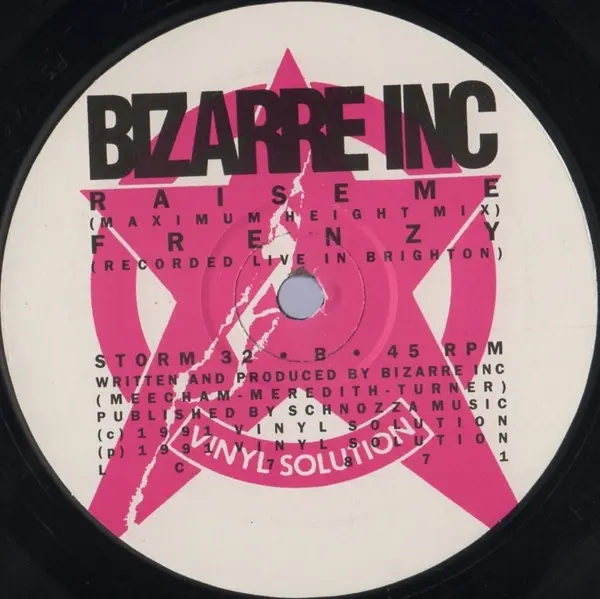 BIZARRE INC
RAISE ME
(MAXIMUM HEIGHT MIX)
FRENZY
(RECORDED LIVE IN BRIGHTON)
STORM 32 • B • 45 RPM
WRITTEN AND PRODUCED BY BIZARRE INC
(MEECHAM-MEREDITH-TURNER)
PUBLISHED BY SCHNOZZA MUSIC
(c) 1991 VINYL SOLUTION
(p) 1991 VINYL SOLUTION
LC 7871
VINYL SOLUTION